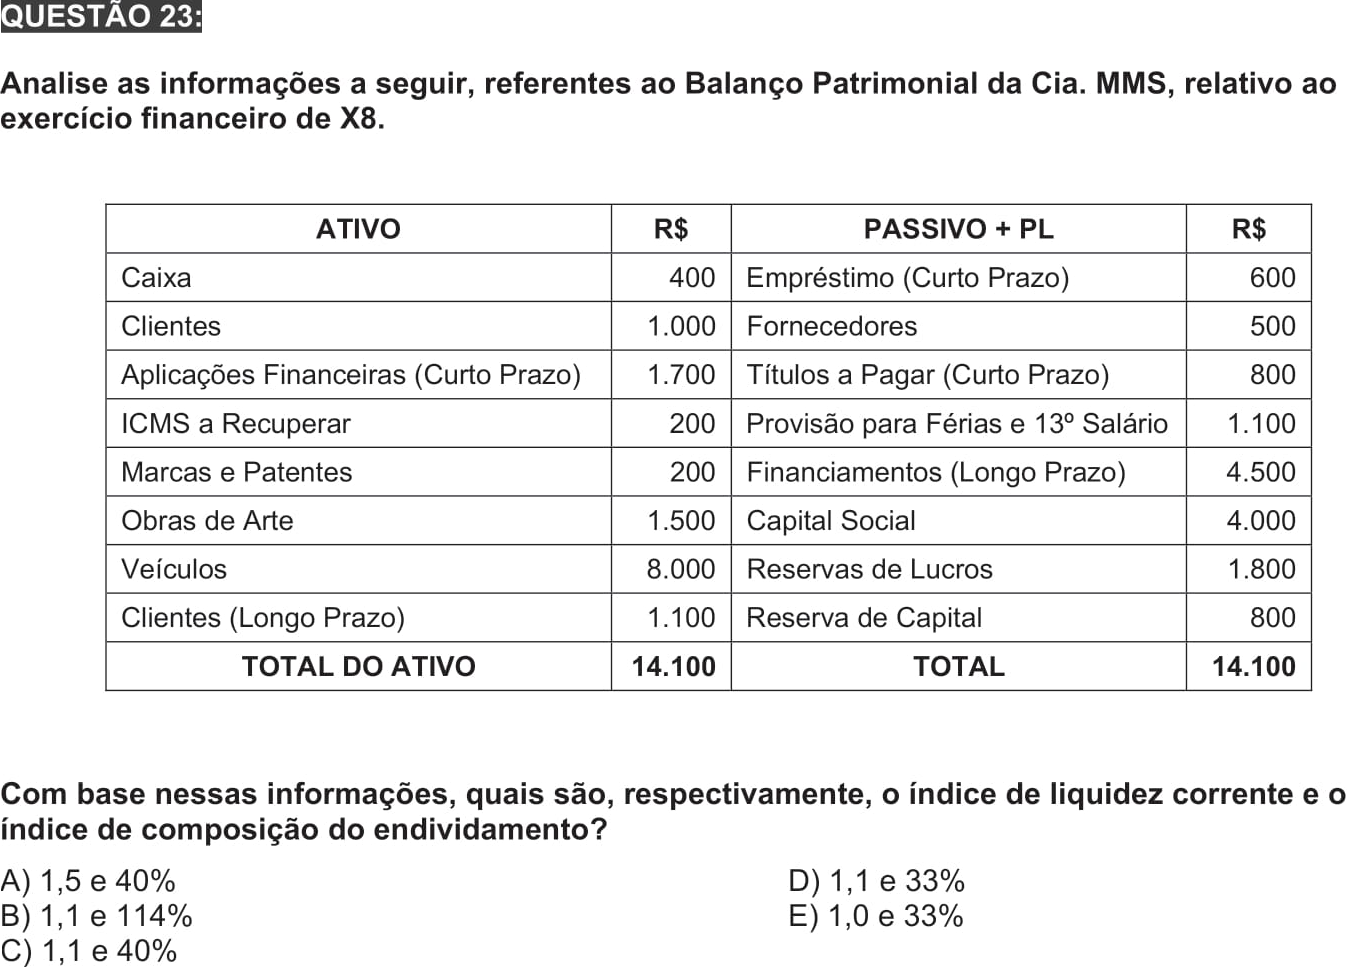 QUESTÃO 23:
Analise as informações a seguir, referentes ao Balanço Patrimonial da Cia. MMS, relativo ao
exercício financeiro de X8.
ATIVO R$ PASSIVO + PL R$
Caixa 400 Empréstimo (Curto Prazo) 600
Clientes 1.000 Fornecedores 500
Aplicações Financeiras (Curto Prazo) 1.700 Títulos a Pagar (Curto Prazo) 800
ICMS a Recuperar 200 Provisão para Férias e 13º Salário 1.100
Marcas e Patentes 200 Financiamentos (Longo Prazo) 4.500
Obras de Arte 1.500 Capital Social 4.000
Veículos 8.000 Reservas de Lucros 1.800
Clientes (Longo Prazo) 1.100 Reserva de Capital 800
TOTAL DO ATIVO 14.100 TOTAL 14.100
Com base nessas informações, quais são, respectivamente, o índice de liquidez corrente e o
índice de composição do endividamento?
A) 1,5 e 40%
B) 1,1 e 114%
C) 1,1 e 40%
D) 1,1 e 33%
E) 1,0 e 33%